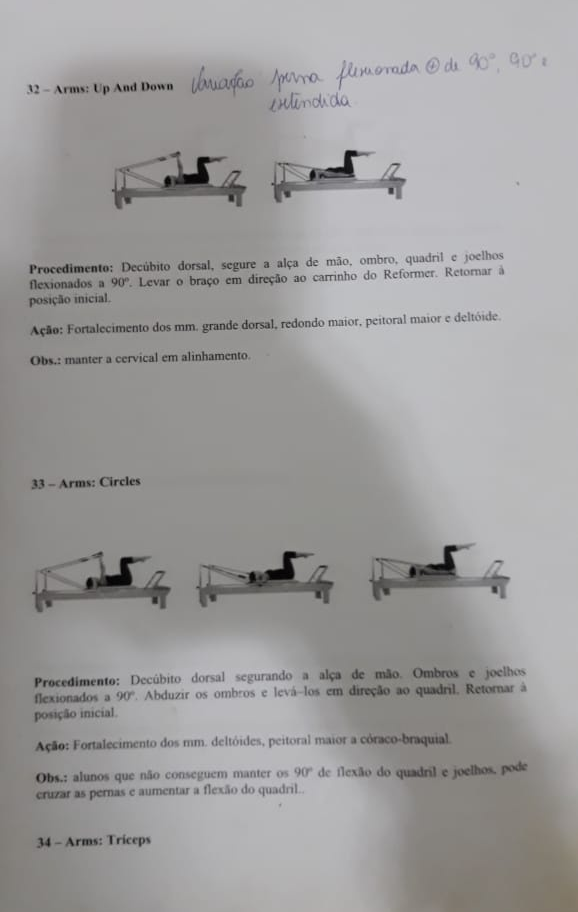 32 – Arms: Up And Down Variação perna flexionada ⊕ de 90°, 90° e
extendida
Procedimento: Decúbito dorsal, segure a alça de mão, ombro, quadril e joelhos
flexionados a 90º. Levar o braço em direção ao carrinho do Reformer. Retornar à
posição inicial.
Ação: Fortalecimento dos mm. grande dorsal, redondo maior, peitoral maior e deltóide.
Obs.: manter a cervical em alinhamento.
33 – Arms: Circles
Procedimento: Decúbito dorsal segurando a alça de mão. Ombros e joelhos
flexionados a 90º. Abduzir os ombros e levá-los em direção ao quadril. Retornar à
posição inicial.
Ação: Fortalecimento dos mm. deltóides, peitoral maior a córaco-braquial.
Obs.: alunos que não conseguem manter os 90º de flexão do quadril e joelhos, pode
cruzar as pernas e aumentar a flexão do quadril..
34 – Arms: Tríceps